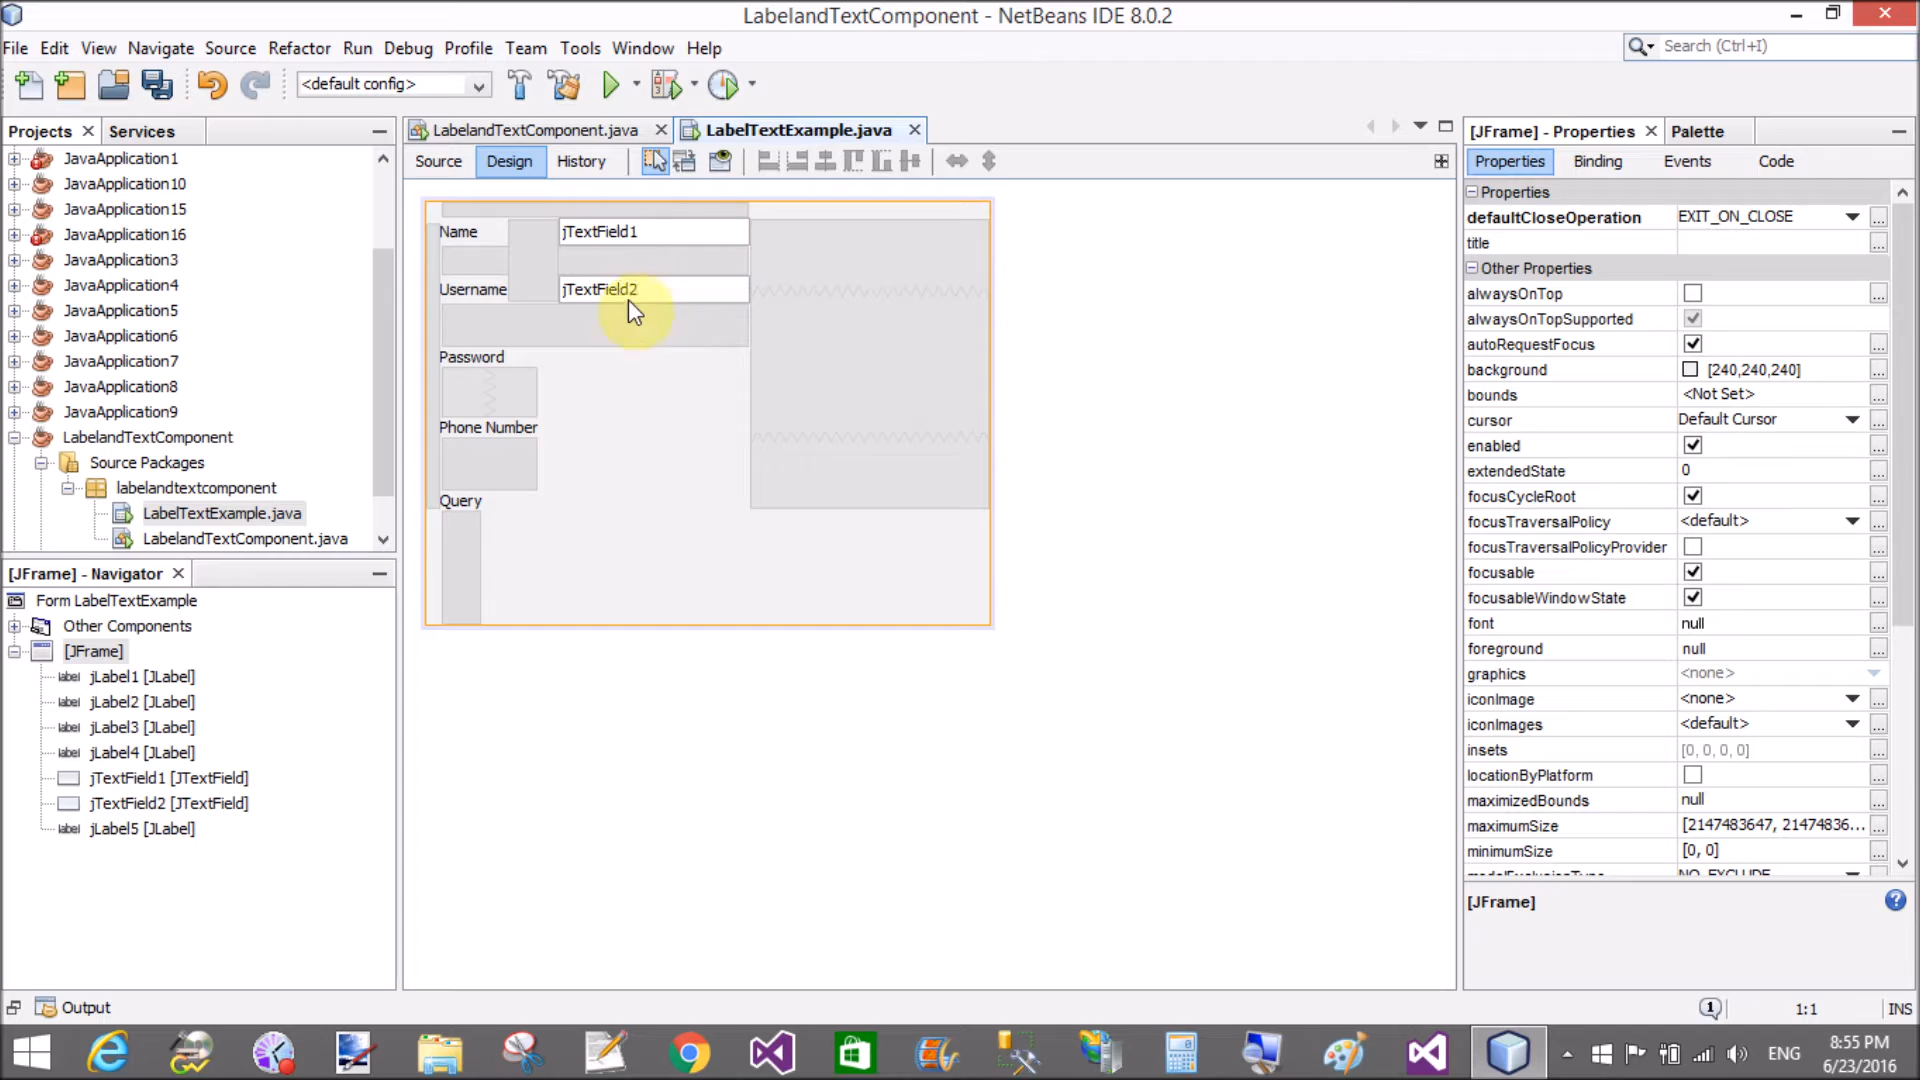 LabelandTextComponent - NetBeans IDE 8.0.2
File Edit View Navigate Source Refactor Run Debug Profile Team Tools Window Help
Search (Ctrl+I)
<default config>
Projects Services
JavaApplication1
JavaApplication10
JavaApplication15
JavaApplication16
JavaApplication3
JavaApplication4
JavaApplication5
JavaApplication6
JavaApplication7
JavaApplication8
JavaApplication9
LabelandTextComponent
Source Packages
labelandtextcomponent
LabelTextExample.java
LabelandTextComponent.java
[JFrame] - Navigator
Form LabelTextExample
Other Components
[JFrame]
label jLabel1 [JLabel]
label jLabel2 [JLabel]
label jLabel3 [JLabel]
label jLabel4 [JLabel]
jTextField1 [JTextField]
jTextField2 [JTextField]
label jLabel5 [JLabel]
LabelandTextComponent.java LabelTextExample.java
Source Design History
Name jTextField1
Username jTextField2
Password
Phone Number
Query
[JFrame] - Properties Palette
Properties Binding Events Code
Properties
defaultCloseOperation EXIT_ON_CLOSE ...
title ...
Other Properties
alwaysOnTop ...
alwaysOnTopSupported
autoRequestFocus ...
background [240,240,240] ...
bounds <Not Set> ...
cursor Default Cursor ...
enabled ...
extendedState 0 ...
focusCycleRoot ...
focusTraversalPolicy <default> ...
focusTraversalPolicyProvider ...
focusable ...
focusableWindowState ...
font null ...
foreground null ...
graphics <none>
iconImage <none> ...
iconImages <default> ...
insets [0, 0, 0, 0] ...
locationByPlatform ...
maximizedBounds null ...
maximumSize [2147483647, 21474836... ...
minimumSize [0, 0] ...
[JFrame]
Output
1:1 INS
ENG
8:55 PM
6/23/2016